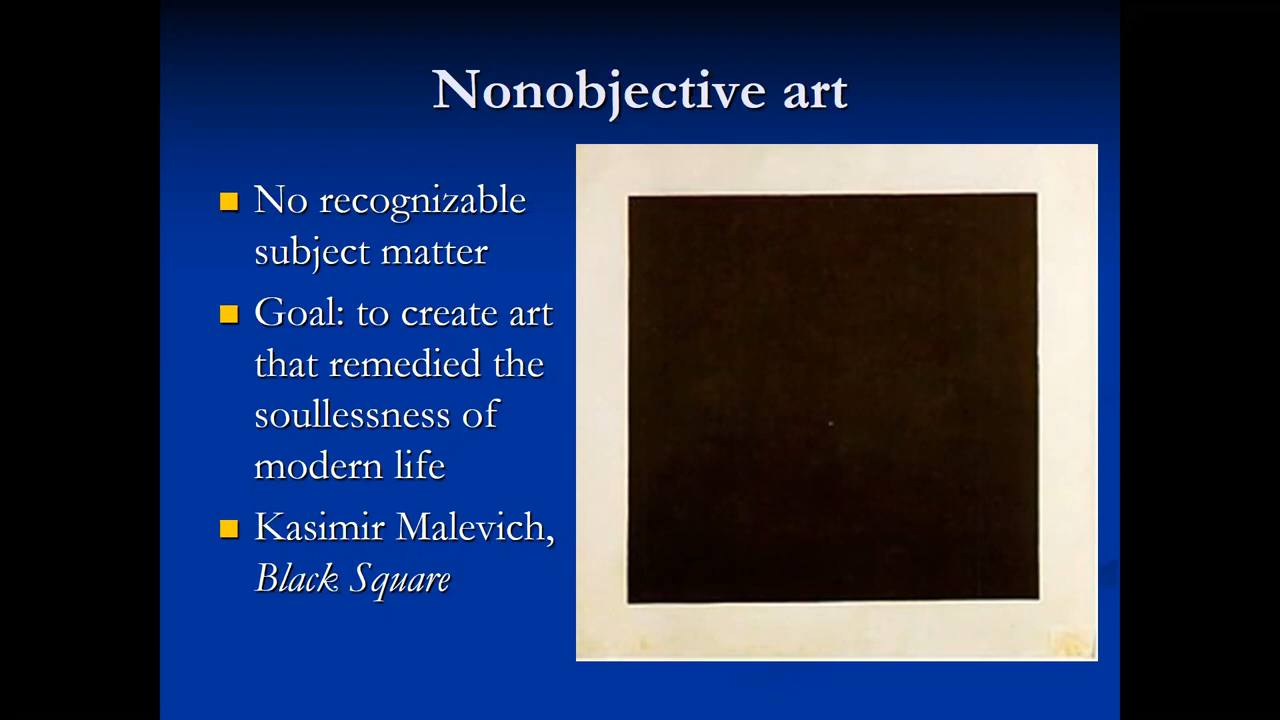 Nonobjective art
No recognizable
subject matter
Goal: to create art
that remedied the
soullessness of
modern life
Kasimir Malevich,
Black Square